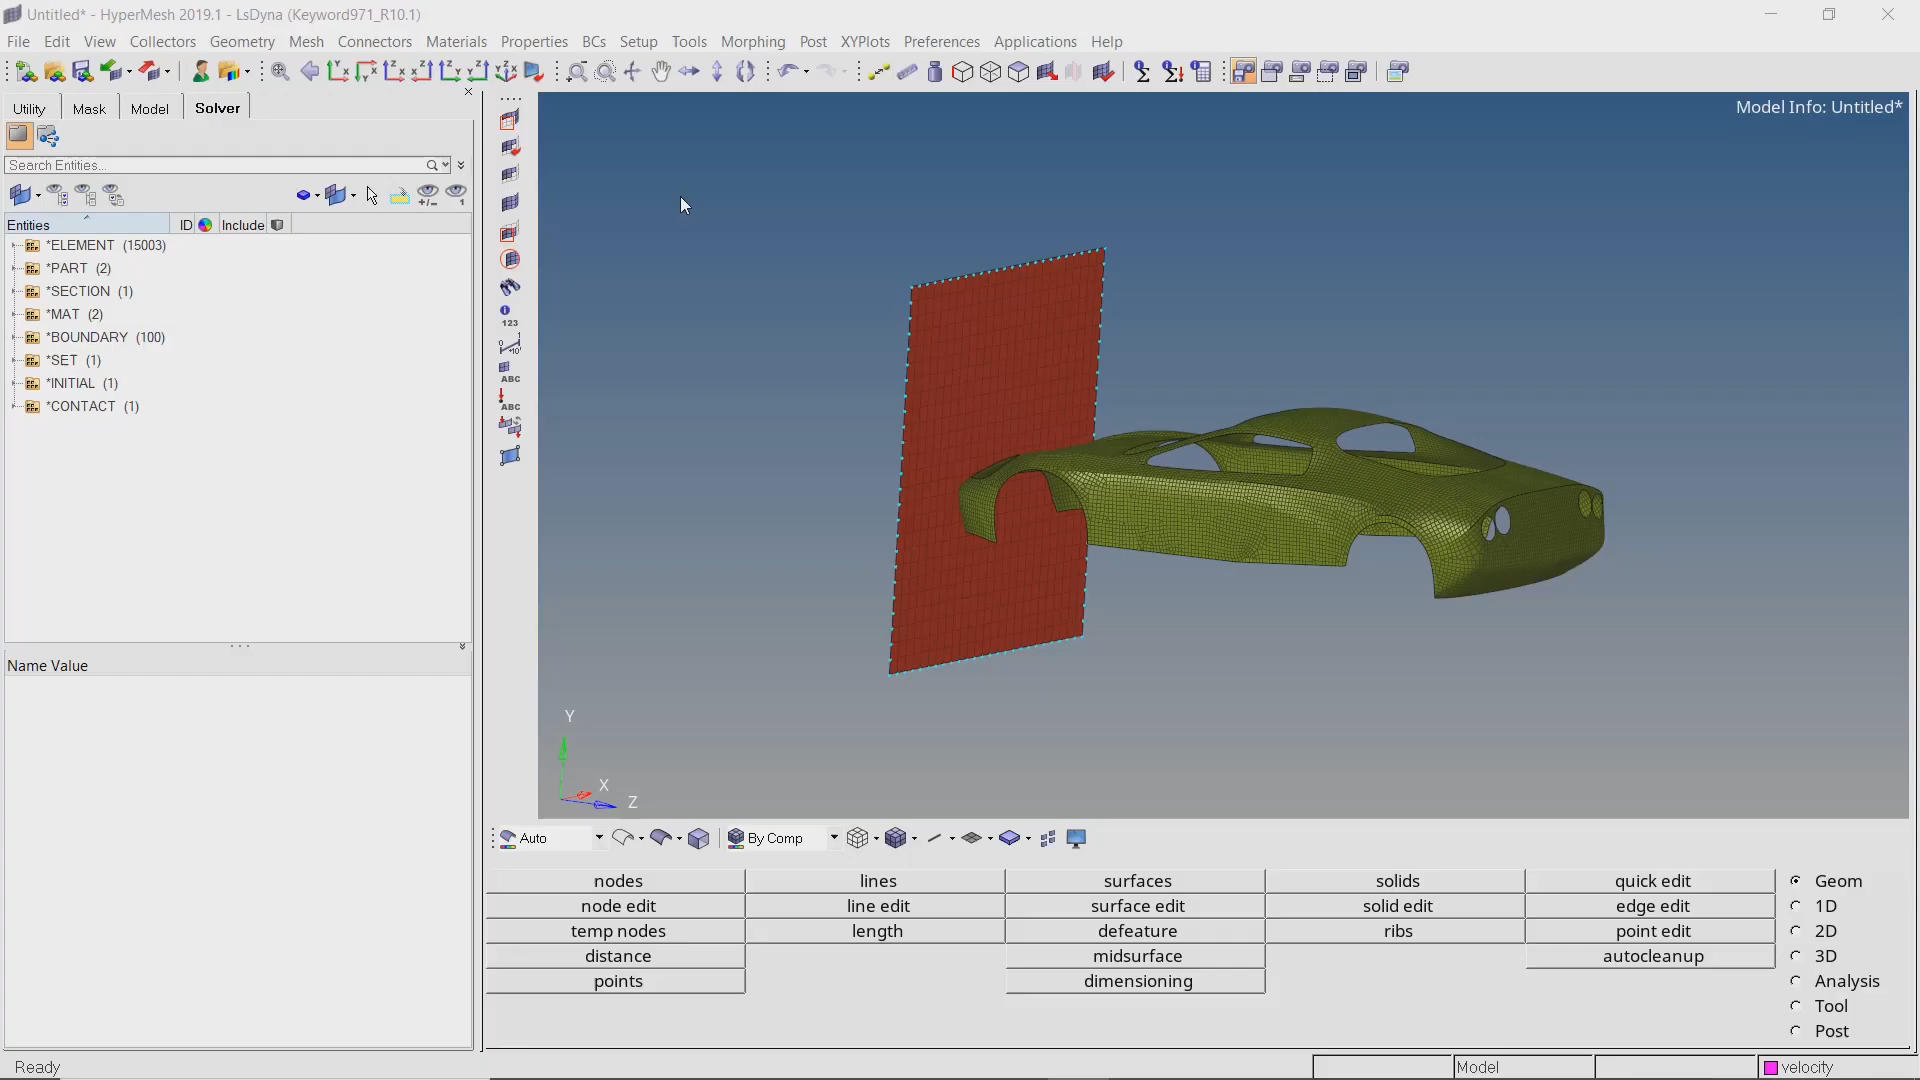 Untitled* - HyperMesh 2019.1 - LsDyna (Keyword971_R10.1)
File Edit View Collectors Geometry Mesh Connectors Materials Properties BCs Setup Tools Morphing Post XYPlots Preferences Applications Help
Utility Mask Model Solver
Search Entities...
Entities ID Include
*ELEMENT (15003)
*PART (2)
*SECTION (1)
*MAT (2)
*BOUNDARY (100)
*SET (1)
*INITIAL (1)
*CONTACT (1)
Name Value
Model Info: Untitled*
123
ABC
ABC
Y
X
Z
Auto By Comp
nodes lines surfaces solids quick edit Geom
node edit line edit surface edit solid edit edge edit 1D
temp nodes length defeature ribs point edit 2D
distance midsurface autocleanup 3D
points dimensioning Analysis
Tool
Post
Ready Model velocity